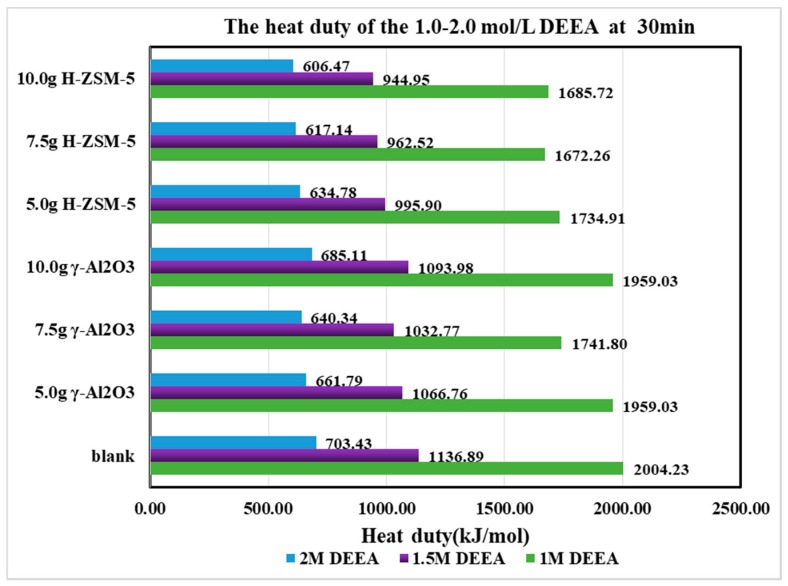 The heat duty of the 1.0-2.0 mol/L DEEA at 30min
10.0g H-ZSM-5
606.47
944.95
1685.72
7.5g H-ZSM-5
617.14
962.52
1672.26
5.0g H-ZSM-5
634.78
995.90
1734.91
10.0g γ-Al2O3
685.11
1093.98
1959.03
7.5g γ-Al2O3
640.34
1032.77
1741.80
5.0g γ-Al2O3
661.79
1066.76
1959.03
blank
703.43
1136.89
2004.23
0.00 500.00 1000.00 1500.00 2000.00 2500.00
Heat duty(kJ/mol)
2M DEEA 1.5M DEEA 1M DEEA